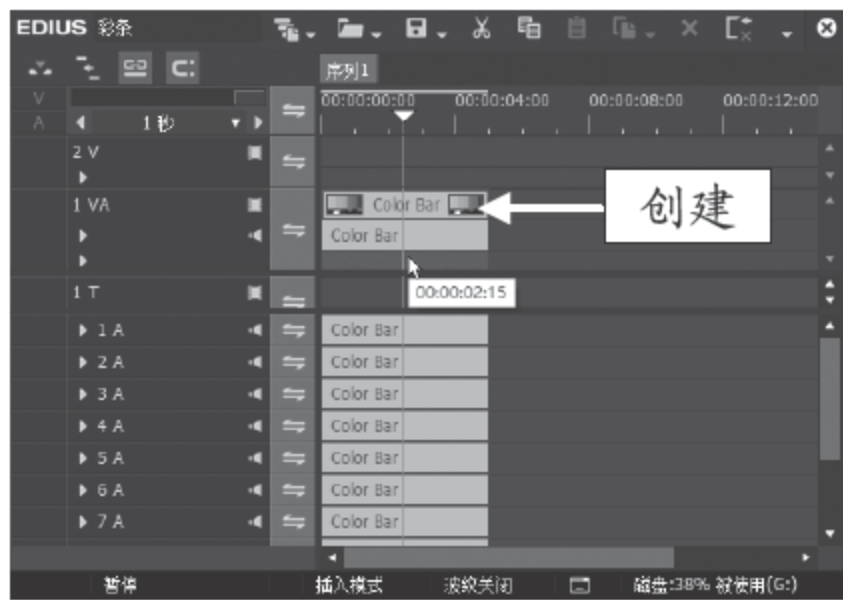 EDIUS 彩条
序列1
V
A
1 秒
00:00:00:00 00:00:04:00 00:00:08:00 00:00:12:00
2 V
1 VA
Color Bar
创建
Color Bar
1 T
00:00:02:15
1 A
Color Bar
2 A
Color Bar
3 A
Color Bar
4 A
Color Bar
5 A
Color Bar
6 A
Color Bar
7 A
Color Bar
暂停 插入模式 波纹关闭 磁盘:38% 被使用(G:)